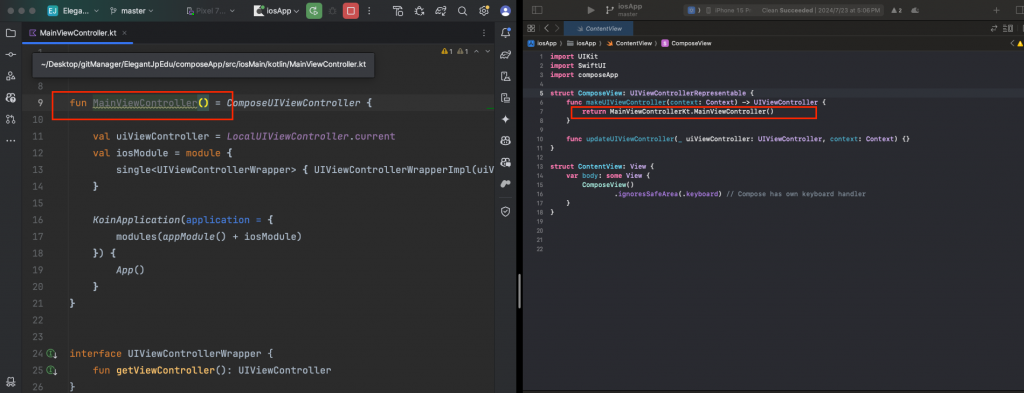 EJ Elega...
master
Pixel 7...
iosApp
MainViewController.kt
1 1
~/Desktop/gitManager/ElegantJpEdu/composeApp/src/iosMain/kotlin/MainViewController.kt
8
9 fun MainViewController() = ComposeUIViewController {
11 val uiViewController = LocalUIViewController.current
12 val iosModule = module {
13 single<UIViewControllerWrapper> { UIViewControllerWrapperImpl(uiV
14 }
15
16 KoinApplication(application = {
17 modules(appModule() + iosModule)
18 }) {
19 App()
20 }
21 }
22
23
24 interface UIViewControllerWrapper {
25 fun getViewController(): UIViewController
26 }
iosApp
master
iPhone 15 P
Clean Succeeded | 2024/7/23 at 5:06 PM
2
ContentView
iosApp
iosApp
ContentView
ComposeView
1 import UIKit
2 import SwiftUI
3 import composeApp
4
5 struct ComposeView: UIViewControllerRepresentable {
6 func makeUIViewController(context: Context) -> UIViewController {
7 return MainViewControllerKt.MainViewController()
8 }
9
10 func updateUIViewController(_ uiViewController: UIViewController, context: Context) {}
11 }
12
13 struct ContentView: View {
14 var body: some View {
15 ComposeView()
16 .ignoresSafeArea(.keyboard) // Compose has own keyboard handler
17 }
18 }
19
20
21
22